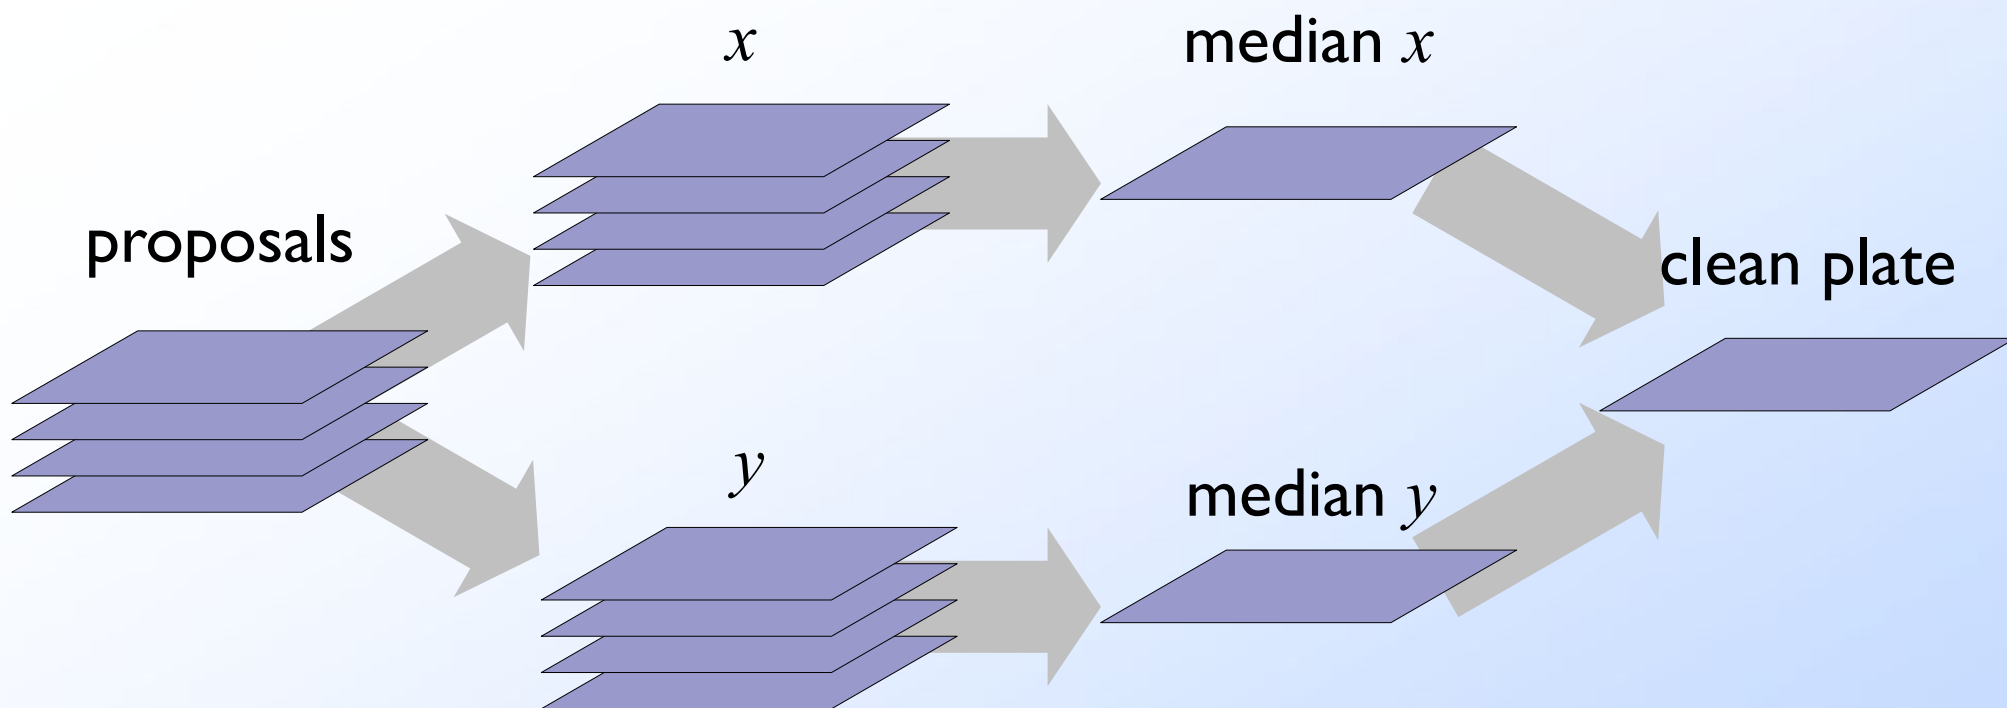 proposals
x
median x
y
median y
clean plate